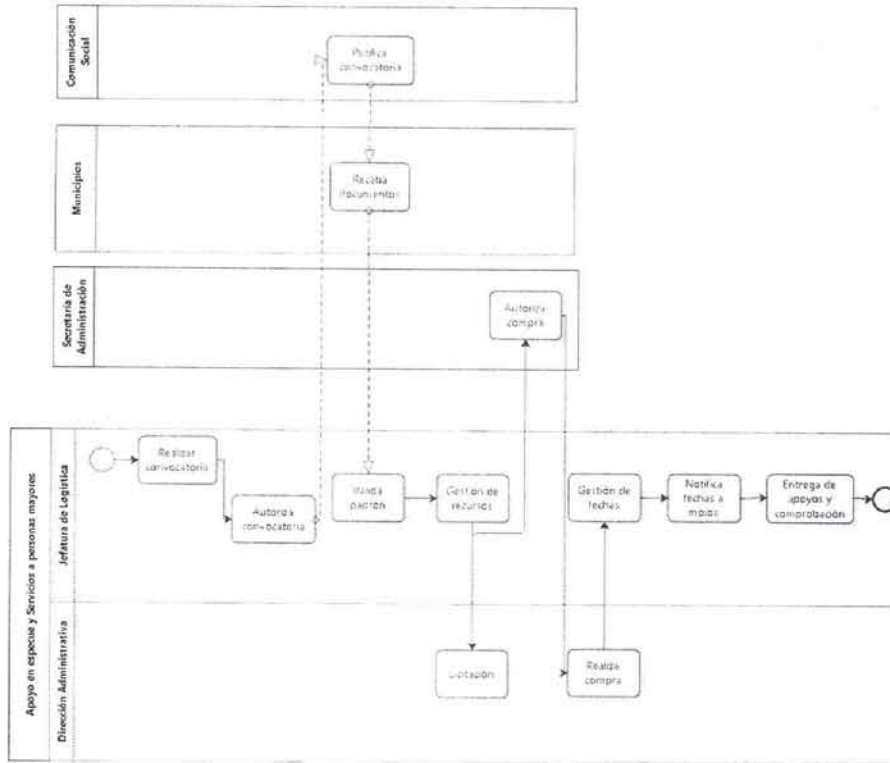 Comunicación
Social
Publica
convocatoria
Municipios
Recaba
documentos
Secretaría de
Administración
Autoriza
compra
Apoyo en especie y Servicios a personas mayores
Jefatura de Logística
Realizar
convocatoria
Autoriza
convocatoria
Valida
padrón
Gestión de
recursos
Gestión de
fechas
Notifica
fechas a
mpios
Entrega de
apoyos y
comprobación
Dirección Administrativa
Licitación
Realiza
compra